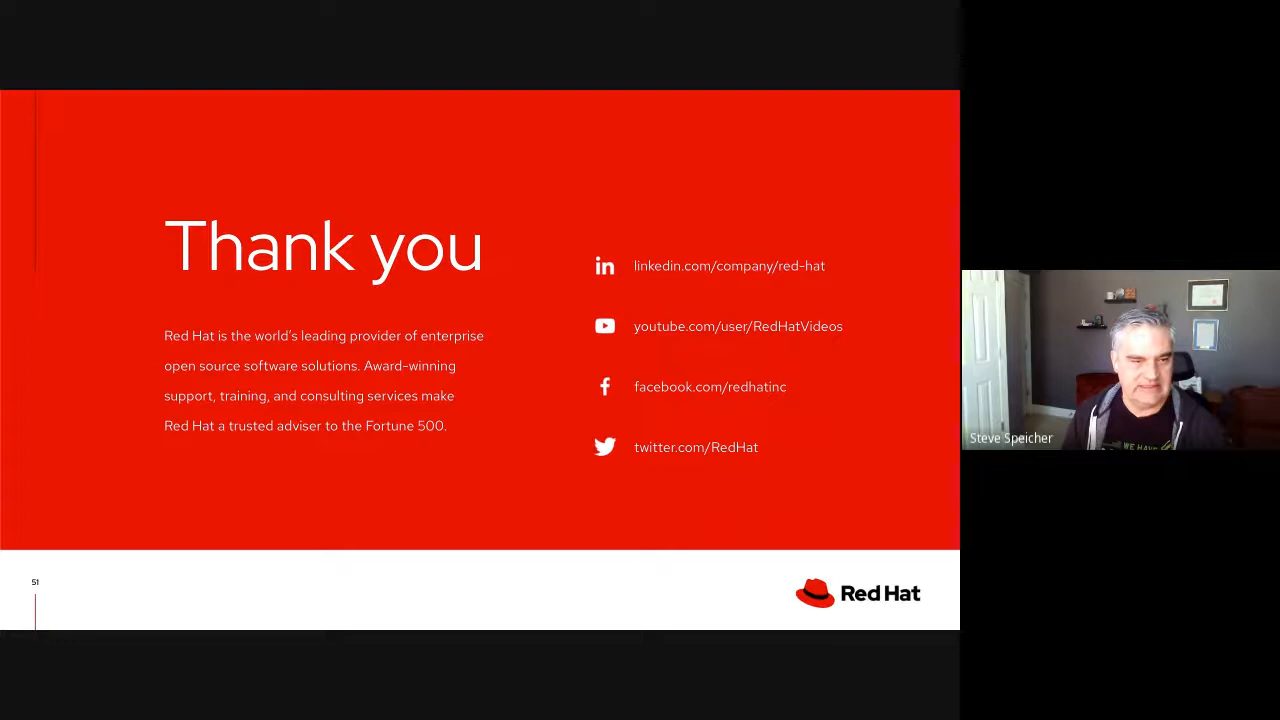 Thank you
Red Hat is the world's leading provider of enterprise
open source software solutions. Award-winning
support, training, and consulting services make
Red Hat a trusted adviser to the Fortune 500.
linkedin.com/company/red-hat
youtube.com/user/RedHatVideos
facebook.com/redhatinc
twitter.com/RedHat
51
Red Hat
Steve Speicher
WE HAVE